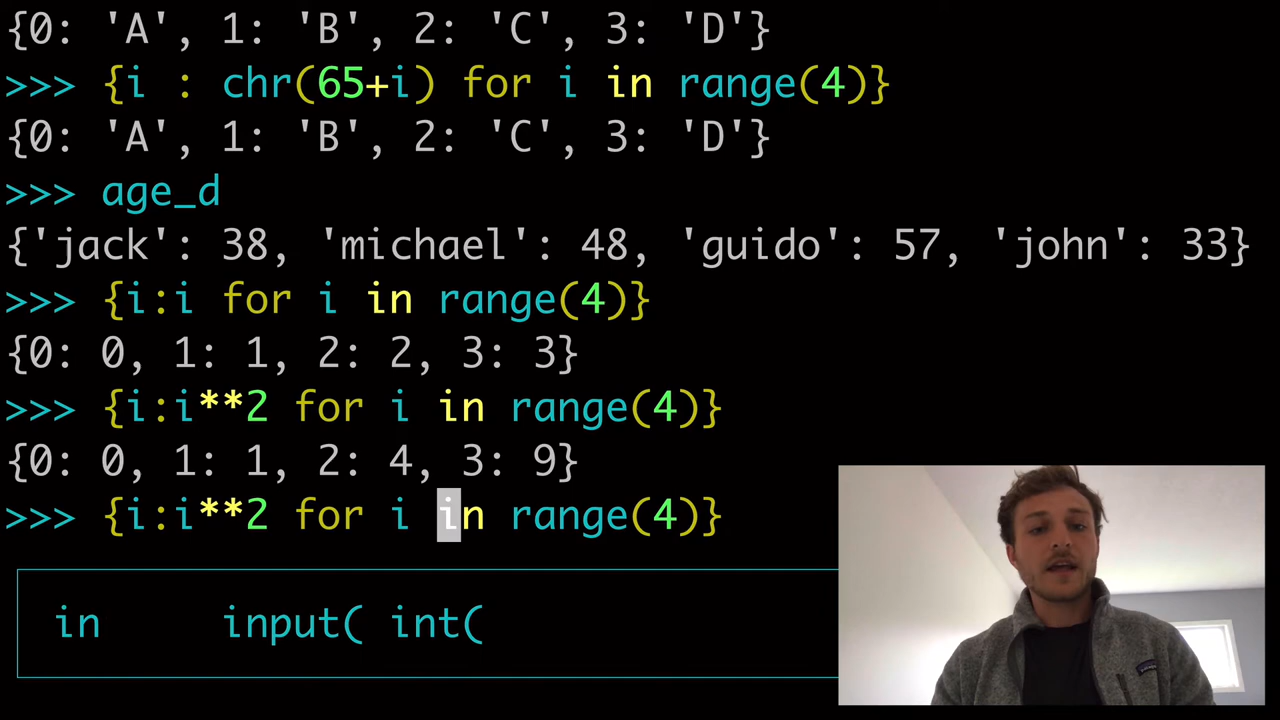 {0: 'A', 1: 'B', 2: 'C', 3: 'D'}
>>> {i : chr(65+i) for i in range(4)}
{0: 'A', 1: 'B', 2: 'C', 3: 'D'}
>>> age_d
{'jack': 38, 'michael': 48, 'guido': 57, 'john': 33}
>>> {i:i for i in range(4)}
{0: 0, 1: 1, 2: 2, 3: 3}
>>> {i:i**2 for i in range(4)}
{0: 0, 1: 1, 2: 4, 3: 9}
>>> {i:i**2 for i in range(4)}
in input( int(